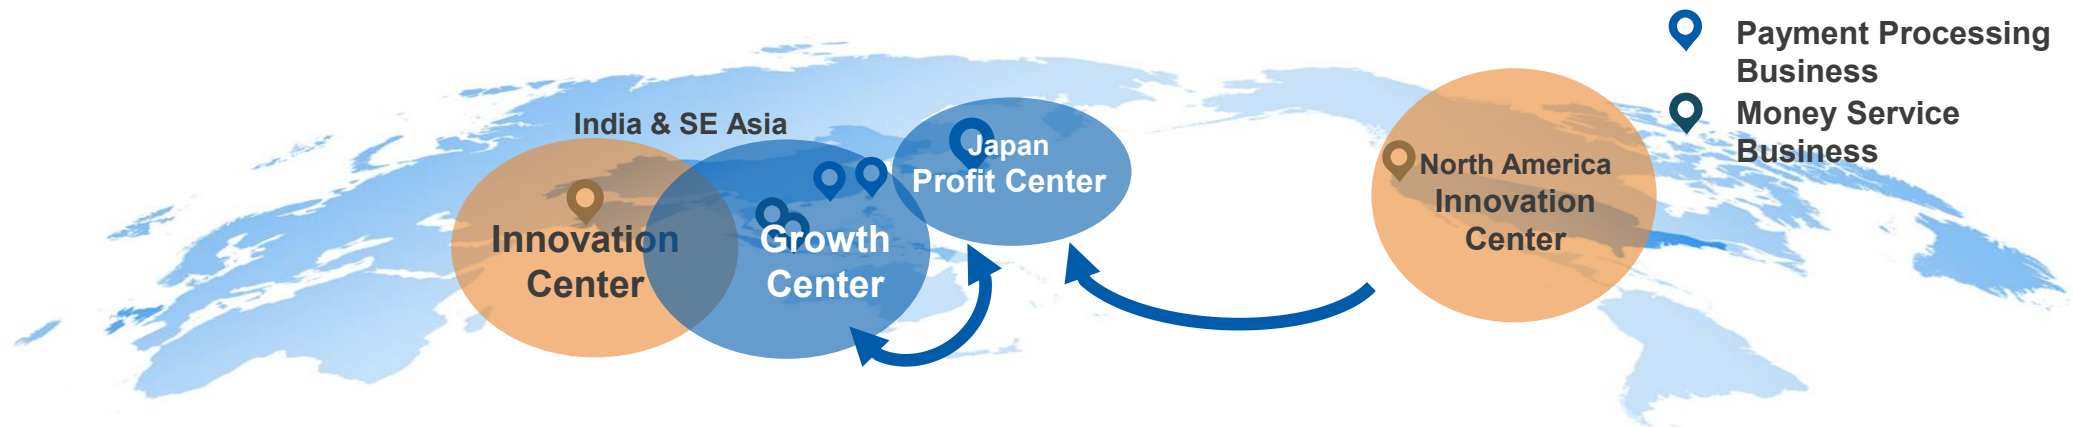 Payment Processing
Business
Money Service
Business
India & SE Asia
Innovation
Center
Growth
Center
Japan
Profit Center
North America
Innovation
Center